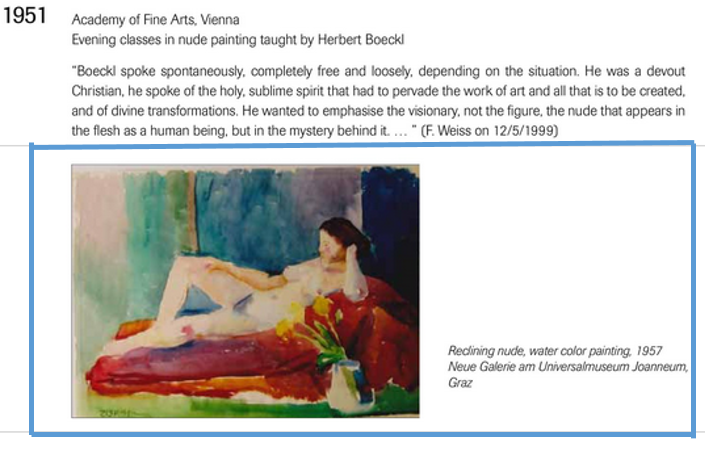 1951
Academy of Fine Arts, Vienna
Evening classes in nude painting taught by Herbert Boeckl
“Boeckl spoke spontaneously, completely free and loosely, depending on the situation. He was a devout
Christian, he spoke of the holy, sublime spirit that had to pervade the work of art and all that is to be created,
and of divine transformations. He wanted to emphasise the visionary, not the figure, the nude that appears in
the flesh as a human being, but in the mystery behind it. … ” (F. Weiss on 12/5/1999)
Reclining nude, water color painting, 1957
Neue Galerie am Universalmuseum Joanneum,
Graz